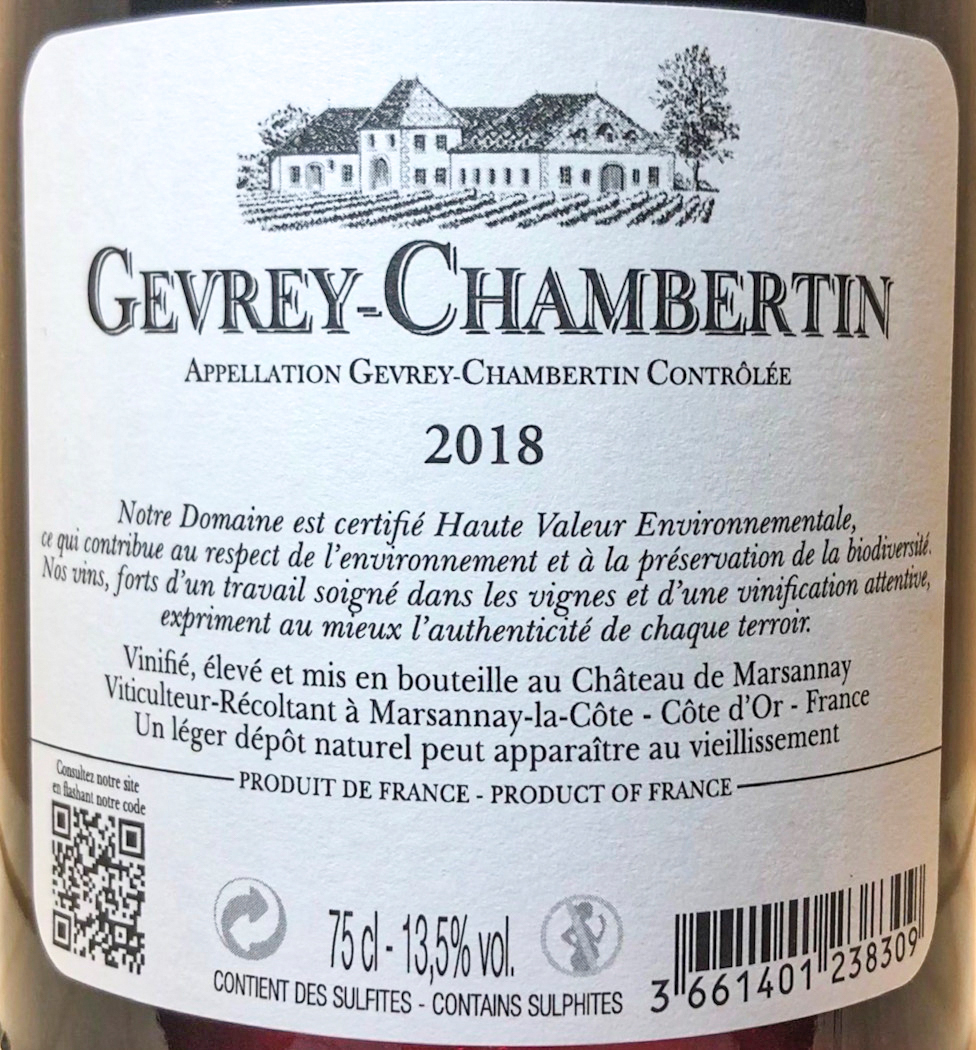 GEVREY-CHAMBERTIN
APPELLATION GEVREY-CHAMBERTIN CONTRÔLÉE
2018
Notre Domaine est certifié Haute Valeur Environnementale,
ce qui contribue au respect de l'environnement et à la préservation de la biodiversité.
Nos vins, forts d'un travail soigné dans les vignes et d'une vinification attentive,
expriment au mieux l'authenticité de chaque terroir.
Vinifié, élevé et mis en bouteille au Château de Marsannay
Viticulteur-Récoltant à Marsannay-la-Côte - Côte d'Or - France
Un léger dépôt naturel peut apparaître au vieillissement
PRODUIT DE FRANCE - PRODUCT OF FRANCE
Consultez notre site
en flashant notre code
75 cl - 13,5% vol.
CONTIENT DES SULFITES - CONTAINS SULPHITES
3 661401 238309